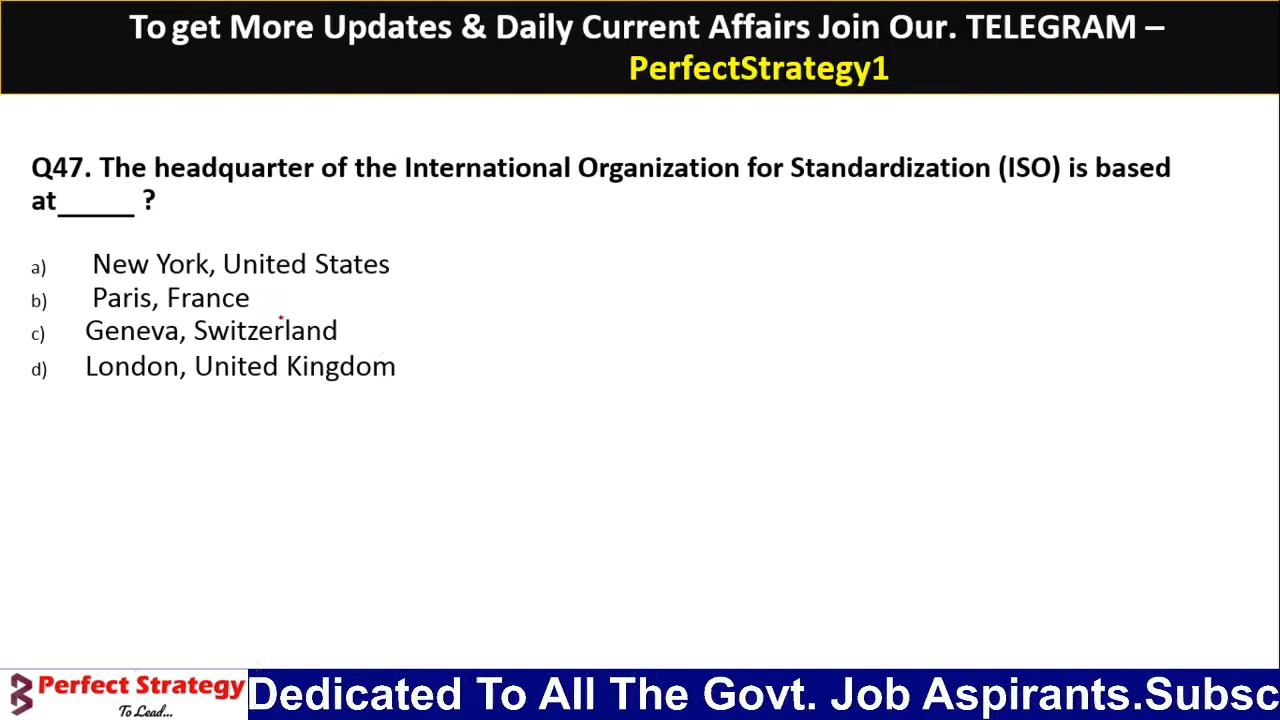 To get More Updates & Daily Current Affairs Join Our. TELEGRAM –
PerfectStrategy1
Q47. The headquarter of the International Organization for Standardization (ISO) is based
at_____ ?
a) New York, United States
b) Paris, France
c) Geneva, Switzerland
d) London, United Kingdom
Perfect Strategy
To Lead...
Dedicated To All The Govt. Job Aspirants.Subsc